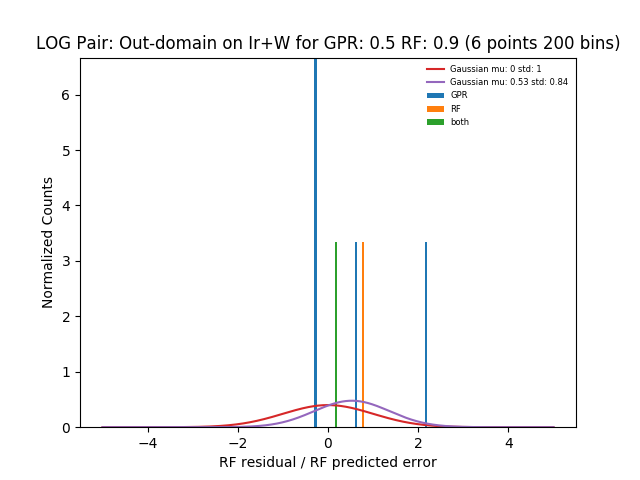 LOG Pair: Out-domain on Ir+W for GPR: 0.5 RF: 0.9 (6 points 200 bins)
Gaussian mu: 0 std: 1
Gaussian mu: 0.53 std: 0.84
GPR
RF
both
6
5
4
3
2
1
0
Normalized Counts
−4 −2 0 2 4
RF residual / RF predicted error